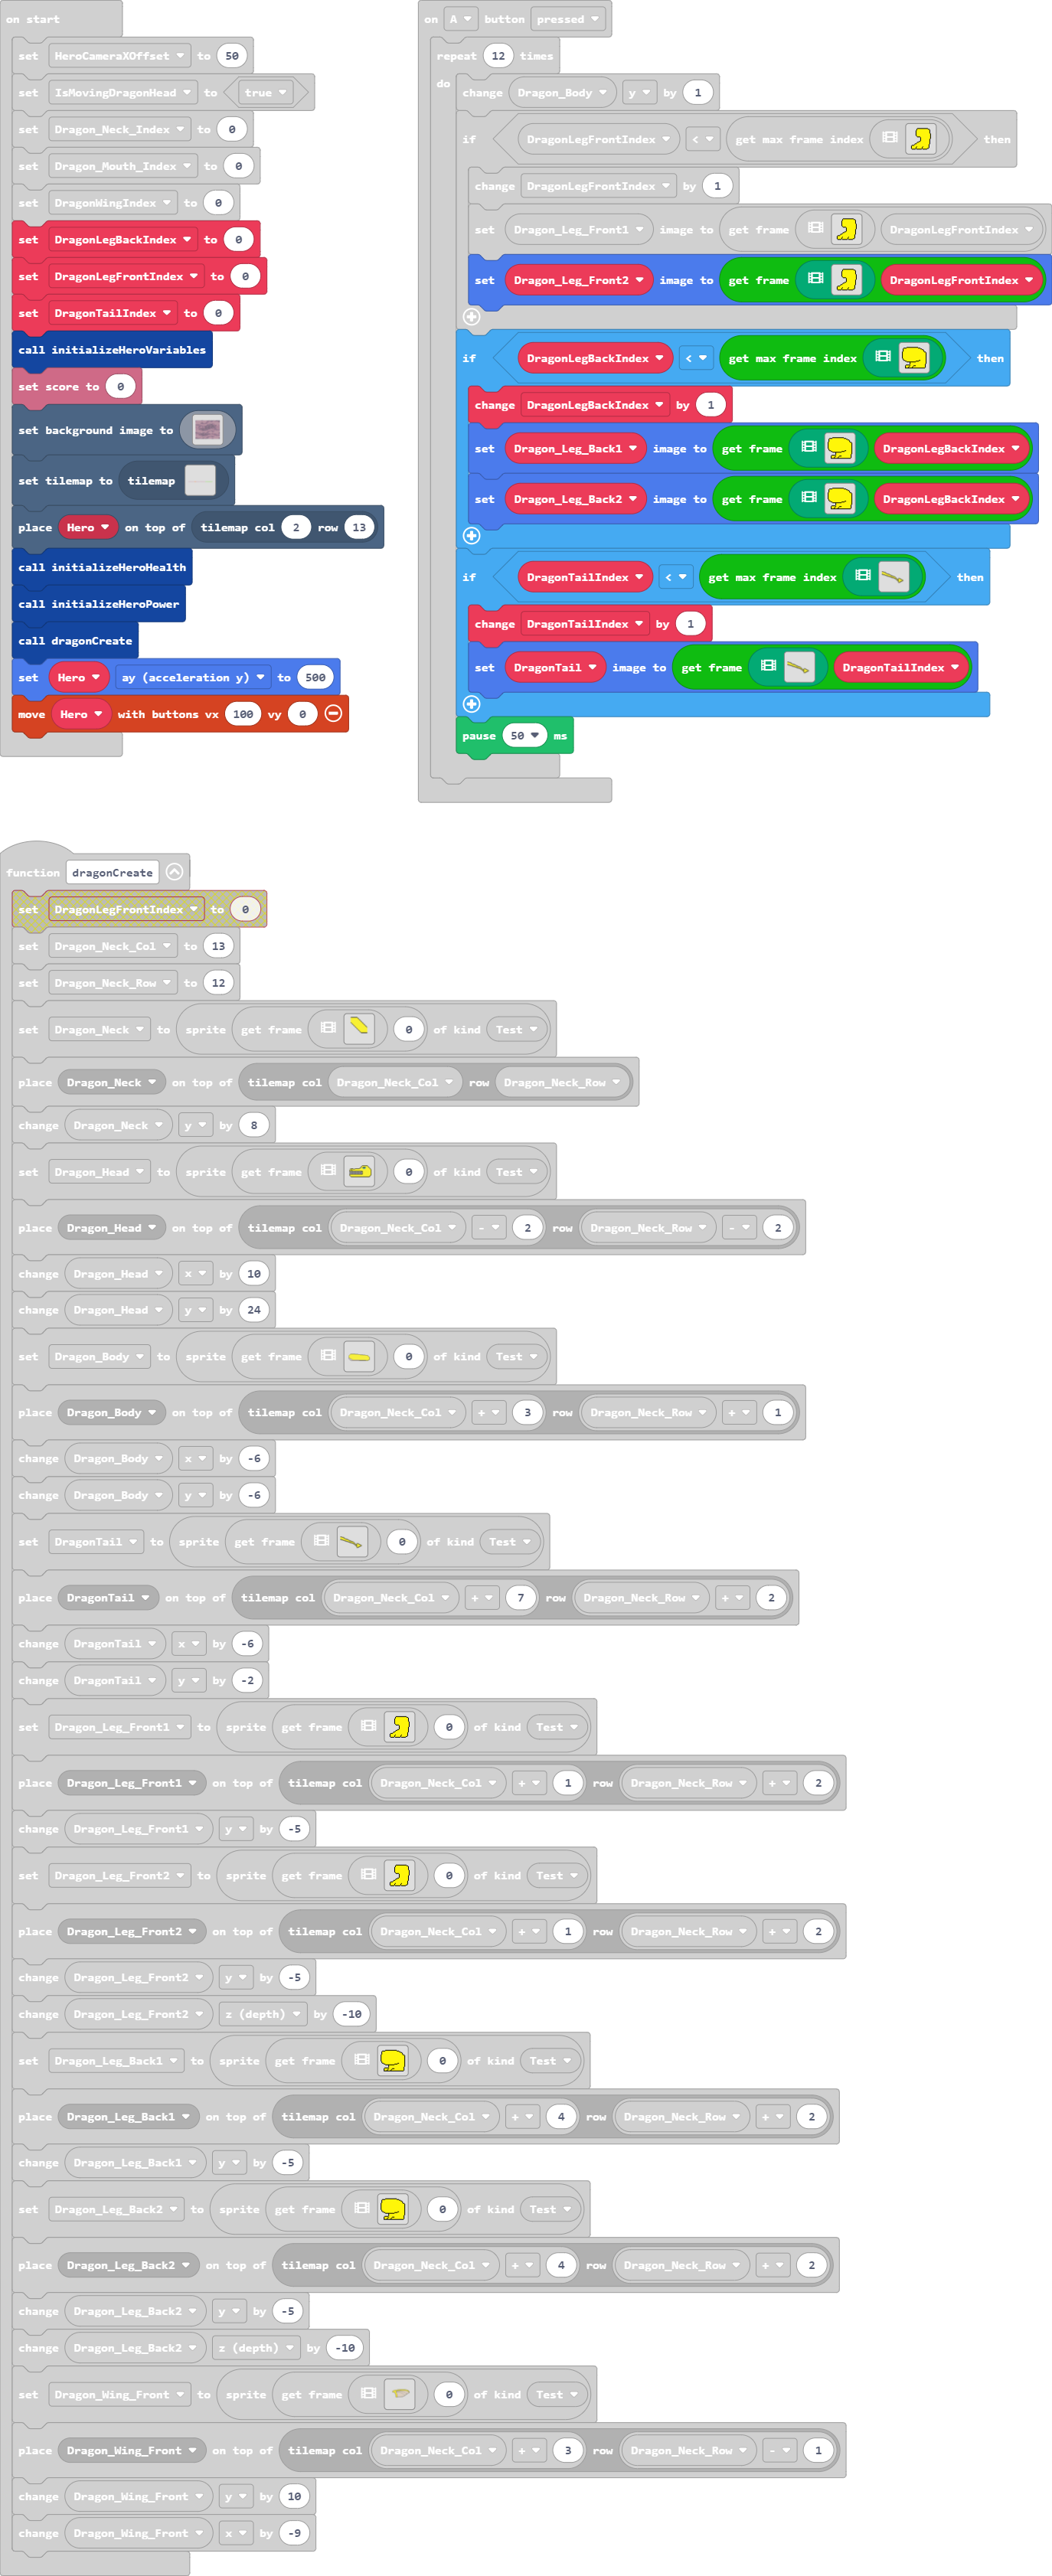 on start
set HeroCameraXOffset to 50
set IsMovingDragonHead to true
set Dragon_Neck_Index to 0
set Dragon_Mouth_Index to 0
set DragonWingIndex to 0
set DragonLegBackIndex to 0
set DragonLegFrontIndex to 0
set DragonTailIndex to 0
call initializeHeroVariables
set score to 0
set background image to
set tilemap to tilemap
place Hero on top of tilemap col 2 row 13
call initializeHeroHealth
call initializeHeroPower
call dragonCreate
set Hero ay (acceleration y) to 500
move Hero with buttons vx 100 vy 0
on A button pressed
repeat 12 times
do
change Dragon_Body y by 1
if DragonLegFrontIndex < get max frame index then
change DragonLegFrontIndex by 1
set Dragon_Leg_Front1 image to get frame DragonLegFrontIndex
set Dragon_Leg_Front2 image to get frame DragonLegFrontIndex
if DragonLegBackIndex < get max frame index then
change DragonLegBackIndex by 1
set Dragon_Leg_Back1 image to get frame DragonLegBackIndex
set Dragon_Leg_Back2 image to get frame DragonLegBackIndex
if DragonTailIndex < get max frame index then
change DragonTailIndex by 1
set DragonTail image to get frame DragonTailIndex
pause 50 ms
function dragonCreate
set DragonLegFrontIndex to 0
set Dragon_Neck_Col to 13
set Dragon_Neck_Row to 12
set Dragon_Neck to sprite get frame 0 of kind Test
place Dragon_Neck on top of tilemap col Dragon_Neck_Col row Dragon_Neck_Row
change Dragon_Neck y by 8
set Dragon_Head to sprite get frame 0 of kind Test
place Dragon_Head on top of tilemap col Dragon_Neck_Col - 2 row Dragon_Neck_Row - 2
change Dragon_Head x by 10
change Dragon_Head y by 24
set Dragon_Body to sprite get frame 0 of kind Test
place Dragon_Body on top of tilemap col Dragon_Neck_Col + 3 row Dragon_Neck_Row + 1
change Dragon_Body x by -6
change Dragon_Body y by -6
set DragonTail to sprite get frame 0 of kind Test
place DragonTail on top of tilemap col Dragon_Neck_Col + 7 row Dragon_Neck_Row + 2
change DragonTail x by -6
change DragonTail y by -2
set Dragon_Leg_Front1 to sprite get frame 0 of kind Test
place Dragon_Leg_Front1 on top of tilemap col Dragon_Neck_Col + 1 row Dragon_Neck_Row + 2
change Dragon_Leg_Front1 y by -5
set Dragon_Leg_Front2 to sprite get frame 0 of kind Test
place Dragon_Leg_Front2 on top of tilemap col Dragon_Neck_Col + 1 row Dragon_Neck_Row + 2
change Dragon_Leg_Front2 y by -5
change Dragon_Leg_Front2 z (depth) by -10
set Dragon_Leg_Back1 to sprite get frame 0 of kind Test
place Dragon_Leg_Back1 on top of tilemap col Dragon_Neck_Col + 4 row Dragon_Neck_Row + 2
change Dragon_Leg_Back1 y by -5
set Dragon_Leg_Back2 to sprite get frame 0 of kind Test
place Dragon_Leg_Back2 on top of tilemap col Dragon_Neck_Col + 4 row Dragon_Neck_Row + 2
change Dragon_Leg_Back2 y by -5
change Dragon_Leg_Back2 z (depth) by -10
set Dragon_Wing_Front to sprite get frame 0 of kind Test
place Dragon_Wing_Front on top of tilemap col Dragon_Neck_Col + 3 row Dragon_Neck_Row - 1
change Dragon_Wing_Front y by 10
change Dragon_Wing_Front x by -9